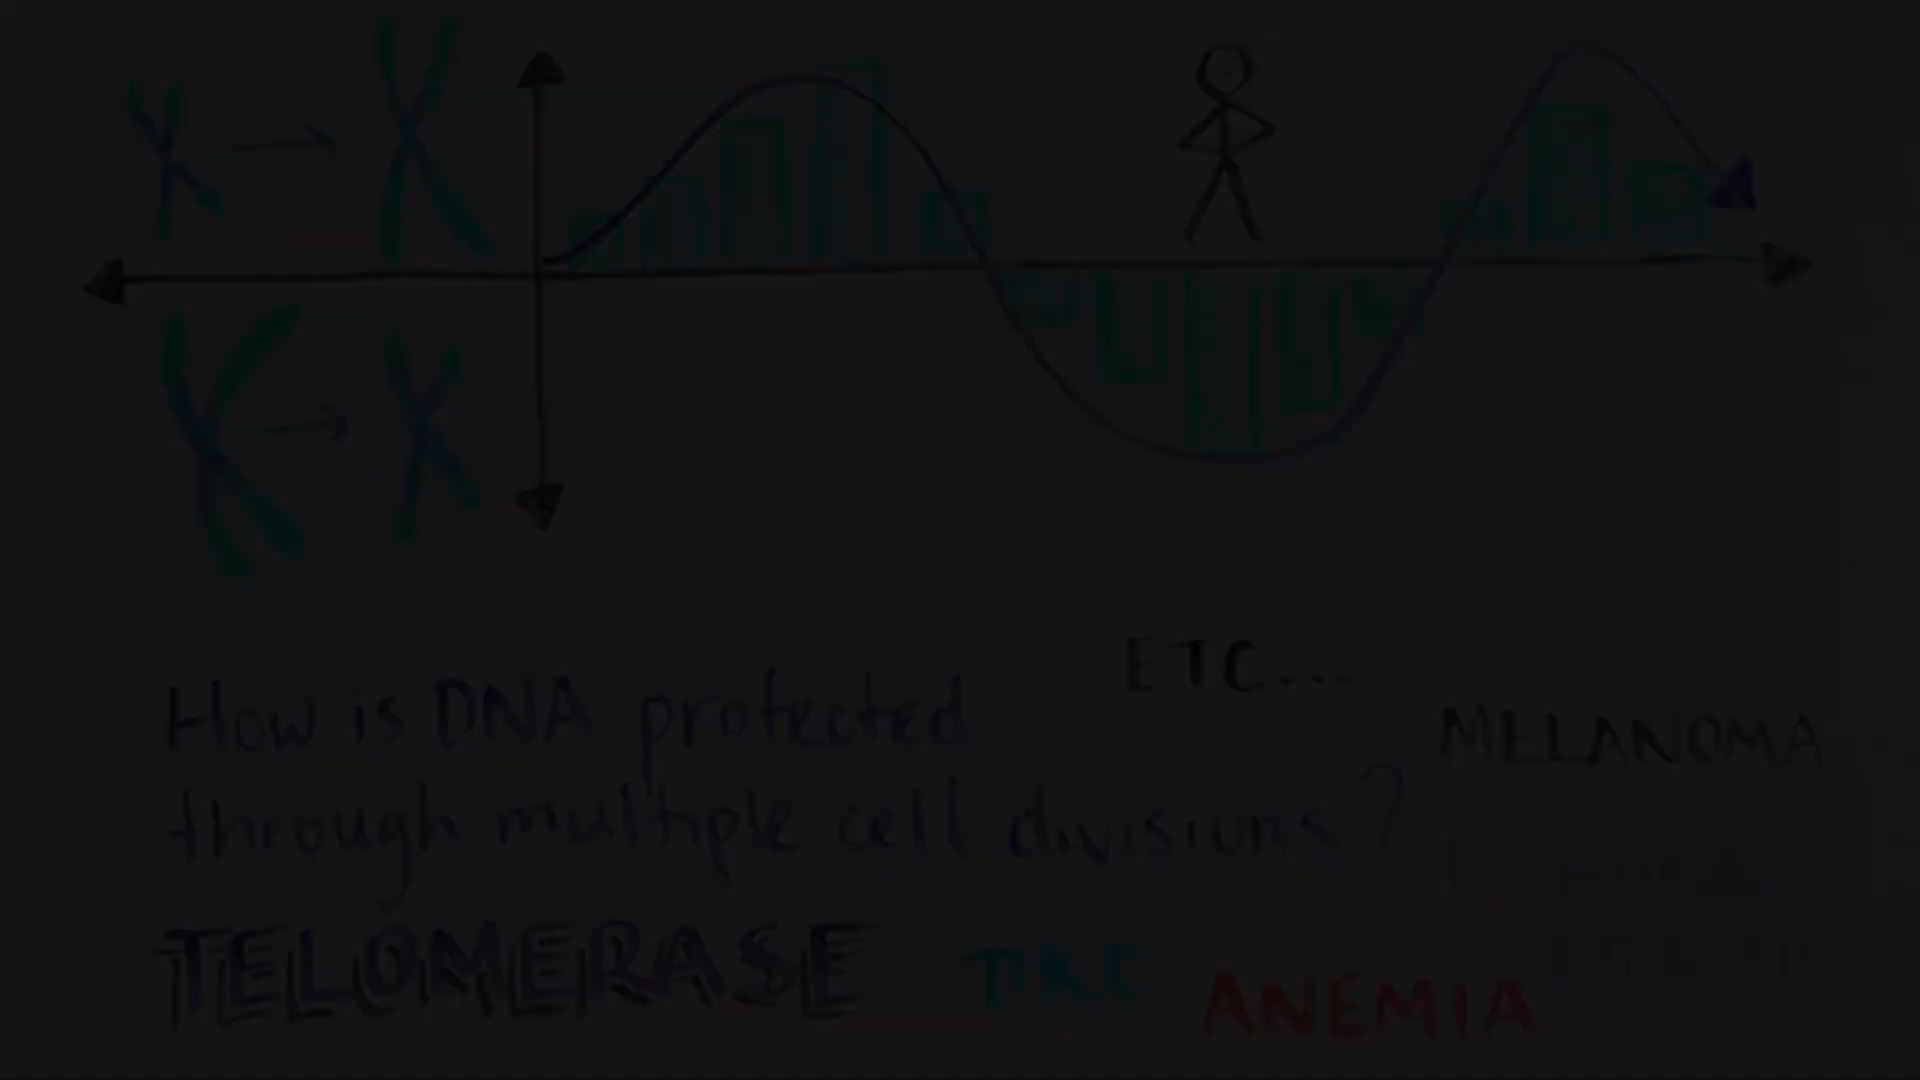 ETC...
How is DNA protected
MELANOMA
through multiple cell divisions?
TELOMERASE
ANEMIA